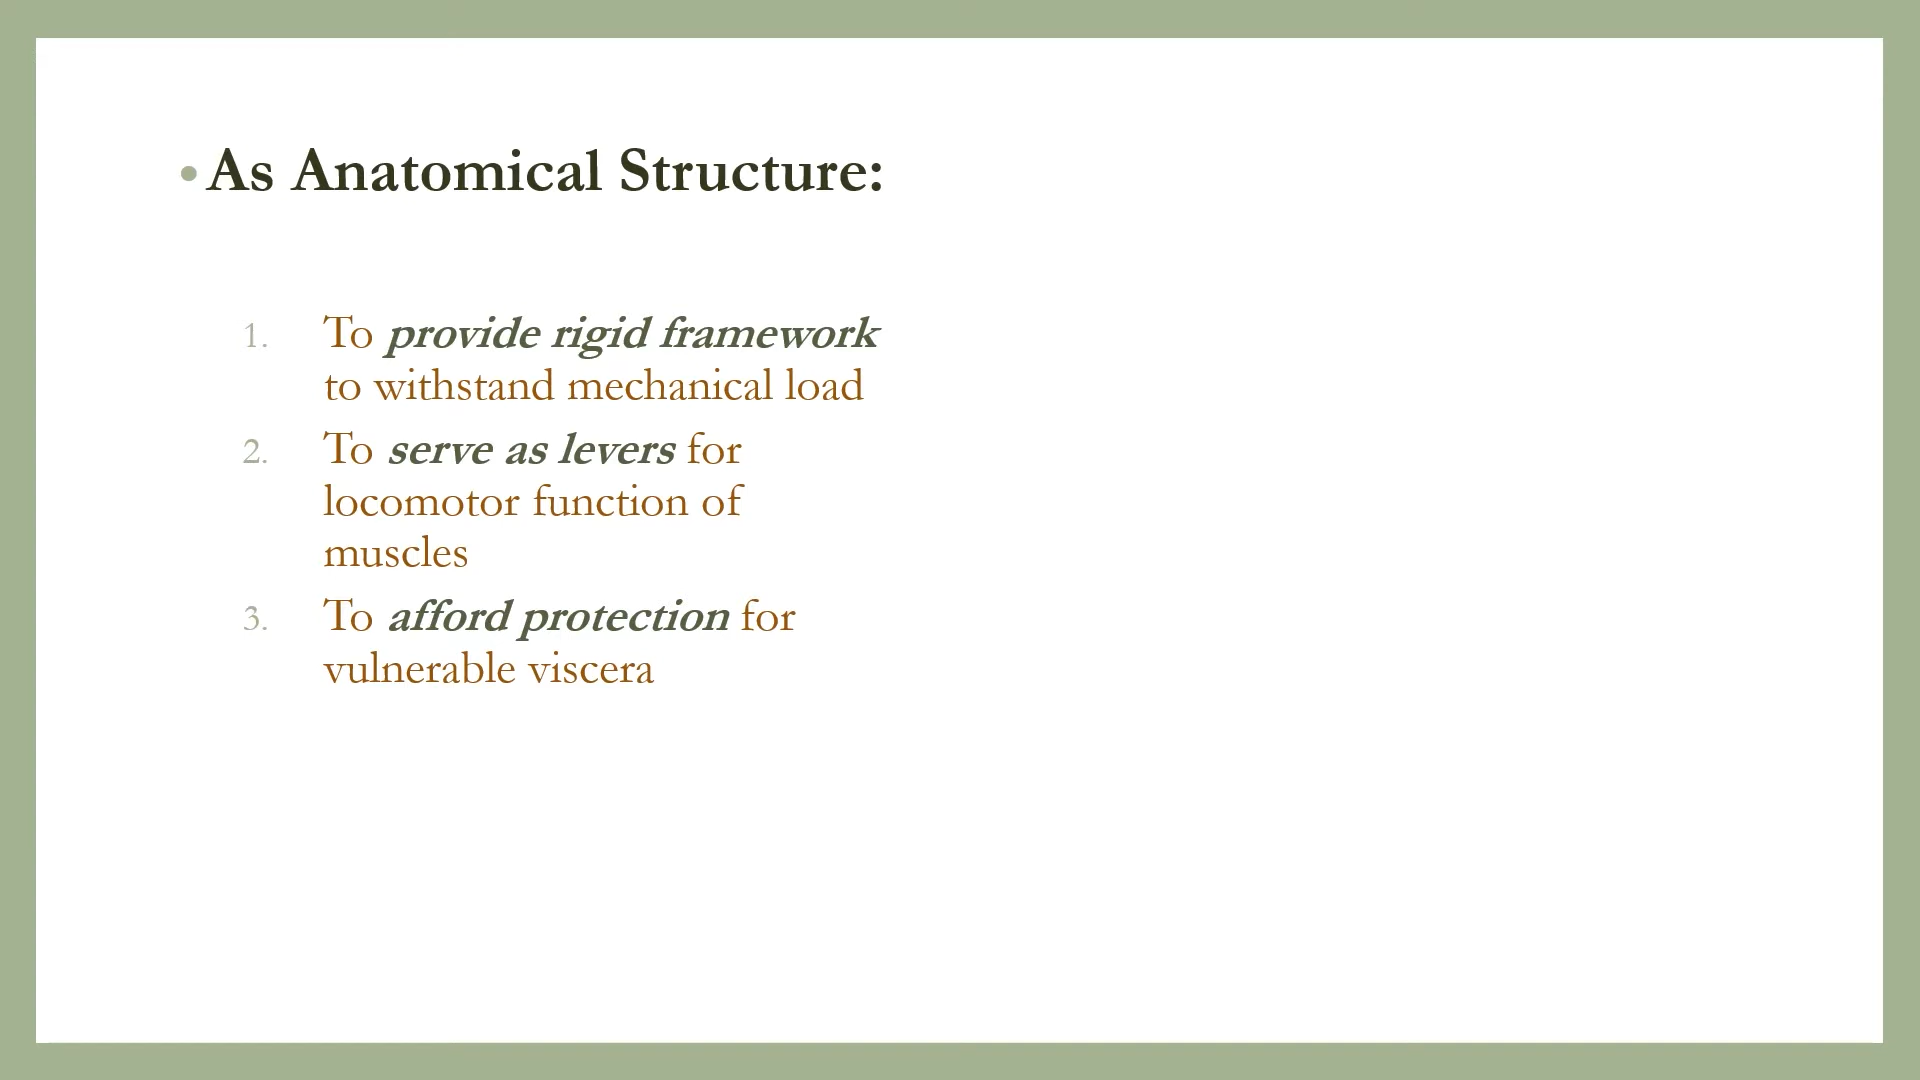 •As Anatomical Structure:
1. To provide rigid framework
to withstand mechanical load
2. To serve as levers for
locomotor function of
muscles
3. To afford protection for
vulnerable viscera